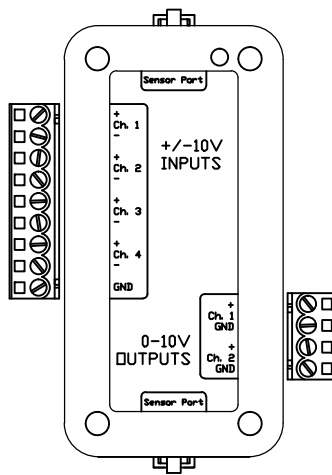 Sensor Port
+
Ch. 1
-
+
Ch. 2
-
+
Ch. 3
-
+
Ch. 4
-
GND
+/-10V
INPUTS
0-10V
OUTPUTS
+
Ch. 1
GND
+
Ch. 2
GND
Sensor Port